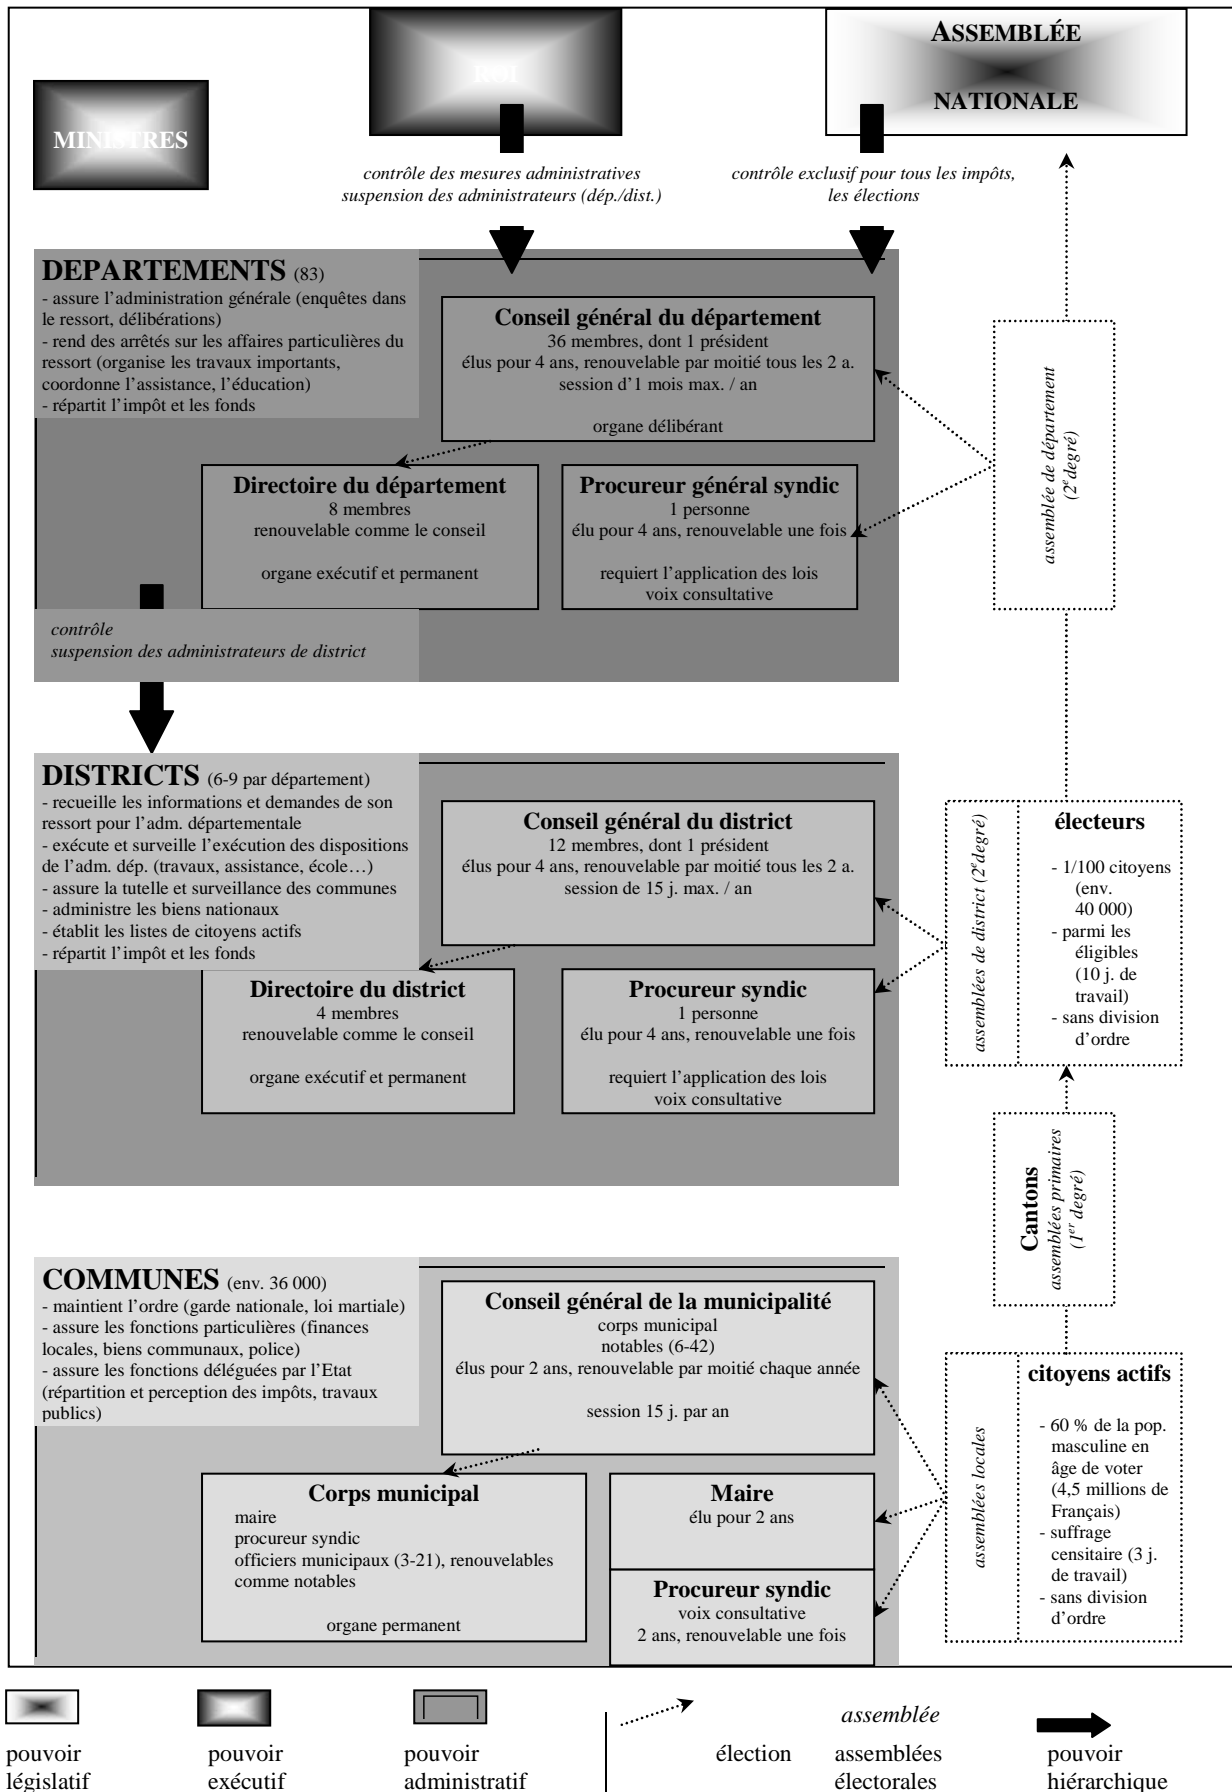 ROI
ASSEMBLÉE
NATIONALE
MINISTRES
contrôle des mesures administratives
suspension des administrateurs (dép./dist.)
contrôle exclusif pour tous les impôts,
les élections
DEPARTEMENTS (83)
- assure l’administration générale (enquêtes dans
le ressort, délibérations)
- rend des arrêtés sur les affaires particulières du
ressort (organise les travaux importants,
coordonne l’assistance, l’éducation)
- répartit l’impôt et les fonds
Conseil général du département
36 membres, dont 1 président
élus pour 4 ans, renouvelable par moitié tous les 2 a.
session d’1 mois max. / an
organe délibérant
Directoire du département
8 membres
renouvelable comme le conseil
organe exécutif et permanent
Procureur général syndic
1 personne
élu pour 4 ans, renouvelable une fois
requiert l’application des lois
voix consultative
assemblée de département
(2e degré)
contrôle
suspension des administrateurs de district
DISTRICTS (6-9 par département)
- recueille les informations et demandes de son
ressort pour l’adm. départementale
- exécute et surveille l’exécution des dispositions
de l’adm. dép. (travaux, assistance, école…)
- assure la tutelle et surveillance des communes
- administre les biens nationaux
- établit les listes de citoyens actifs
- répartit l’impôt et les fonds
Conseil général du district
12 membres, dont 1 président
élus pour 4 ans, renouvelable par moitié tous les 2 a.
session de 15 j. max. / an
Directoire du district
4 membres
renouvelable comme le conseil
organe exécutif et permanent
Procureur syndic
1 personne
élu pour 4 ans, renouvelable une fois
requiert l’application des lois
voix consultative
assemblées de district (2e degré)
électeurs
- 1/100 citoyens
(env.
40 000)
- parmi les
éligibles
(10 j. de
travail)
- sans division
d’ordre
Cantons
assemblées primaires
(1er degré)
COMMUNES (env. 36 000)
- maintient l’ordre (garde nationale, loi martiale)
- assure les fonctions particulières (finances
locales, biens communaux, police)
- assure les fonctions déléguées par l’Etat
(répartition et perception des impôts, travaux
publics)
Conseil général de la municipalité
corps municipal
notables (6-42)
élus pour 2 ans, renouvelable par moitié chaque année
session 15 j. par an
Corps municipal
maire
procureur syndic
officiers municipaux (3-21), renouvelables
comme notables
organe permanent
Maire
élu pour 2 ans
Procureur syndic
voix consultative
2 ans, renouvelable une fois
assemblées locales
citoyens actifs
- 60 % de la pop.
masculine en
âge de voter
(4,5 millions de
Français)
- suffrage
censitaire (3 j.
de travail)
- sans division
d’ordre
pouvoir
législatif
pouvoir
exécutif
pouvoir
administratif
élection
assemblée
assemblées
électorales
pouvoir
hiérarchique